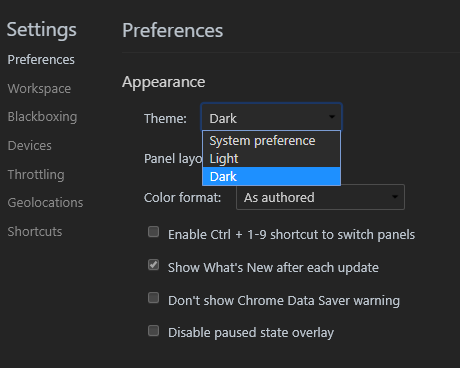 Settings
Preferences
Workspace
Blackboxing
Devices
Throttling
Geolocations
Shortcuts
Preferences
Appearance
Theme: Dark
System preference
Light
Dark
Panel layo
Color format: As authored
Enable Ctrl + 1-9 shortcut to switch panels
Show What's New after each update
Don't show Chrome Data Saver warning
Disable paused state overlay